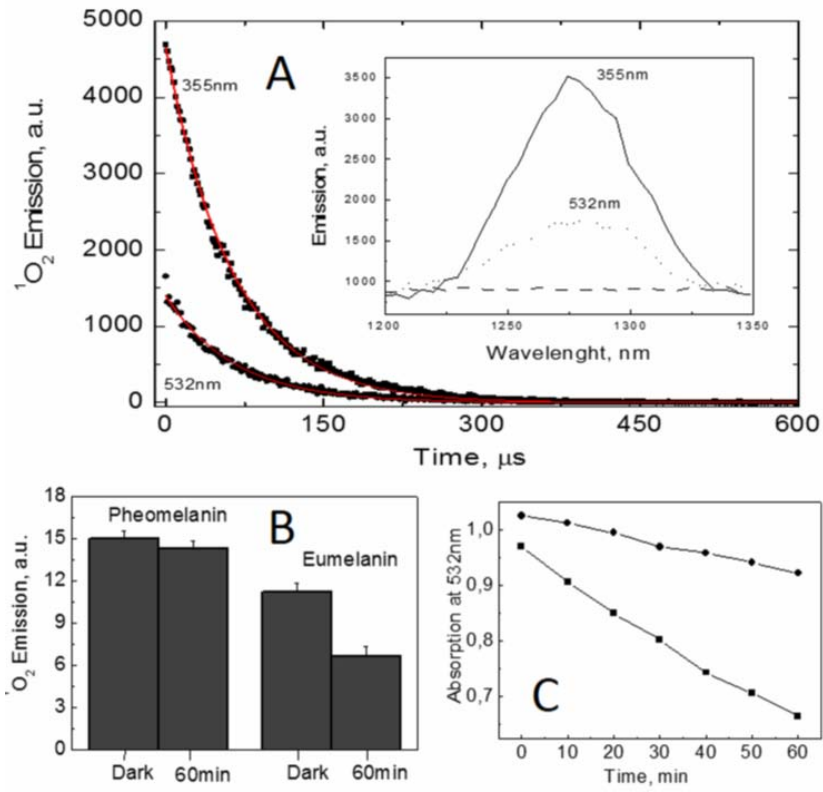 5000
4000
3000
2000
1000
0
¹O₂ Emission, a.u.
A
355nm
532nm
0
150
300
450
600
Time, μs
3500
3000
2500
2000
1500
1000
Emission, a.u.
355nm
532nm
1200
1250
1300
1350
Wavelenght, nm
18
15
12
9
6
3
0
O₂ Emission, a.u.
Pheomelanin
B
Eumelanin
Dark
60min
Dark
60min
1,0
0,9
0,8
0,7
Absorption at 532nm
C
0
10
20
30
40
50
60
Time, min